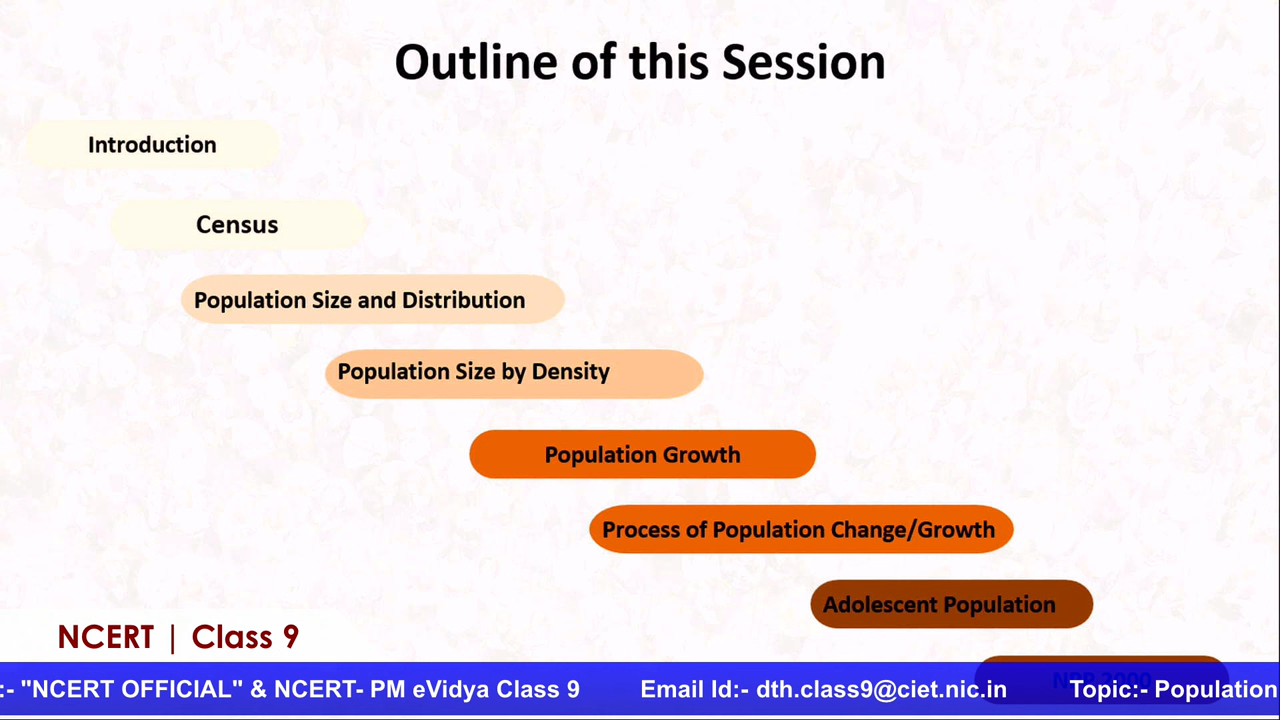 Outline of this Session
Introduction
Census
Population Size and Distribution
Population Size by Density
Population Growth
Process of Population Change/Growth
Adolescent Population
NCERT | Class 9
:- "NCERT OFFICIAL" & NCERT- PM eVidya Class 9 Email Id:- dth.class9@ciet.nic.in Topic:- Population